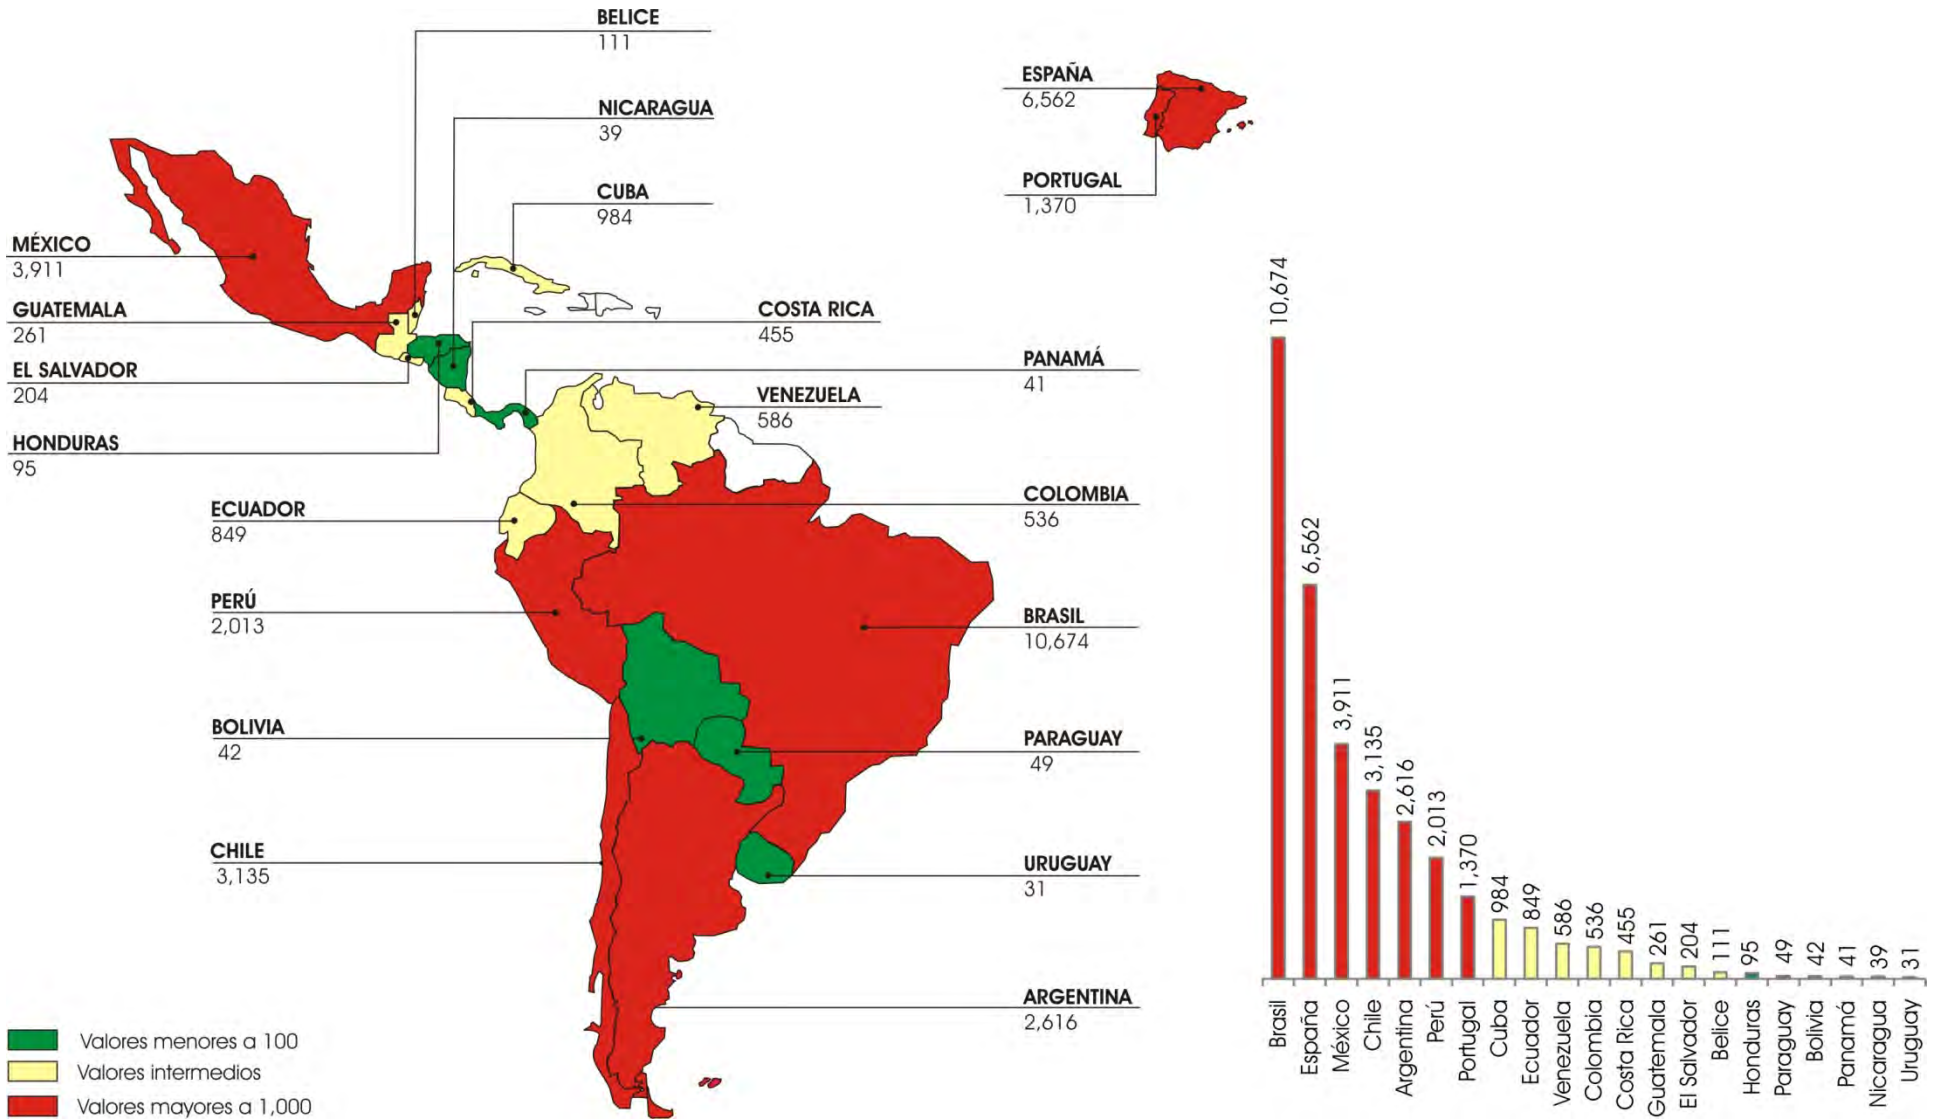 BELICE
111
NICARAGUA
39
CUBA
984
ESPAÑA
6,562
PORTUGAL
1,370
MÉXICO
3,911
GUATEMALA
261
EL SALVADOR
204
HONDURAS
95
COSTA RICA
455
PANAMÁ
41
VENEZUELA
586
ECUADOR
849
COLOMBIA
536
PERÚ
2,013
BRASIL
10,674
BOLIVIA
42
PARAGUAY
49
CHILE
3,135
URUGUAY
31
ARGENTINA
2,616
Valores menores a 100
Valores intermedios
Valores mayores a 1,000
10,674
6,562
3,911
3,135
2,616
2,013
1,370
984
849
586
536
455
261
204
111
95
49
42
41
39
31
Brasil
España
México
Chile
Argentina
Perú
Portugal
Cuba
Ecuador
Venezuela
Colombia
Costa Rica
Guatemala
El Salvador
Belice
Honduras
Paraguay
Bolivia
Panamá
Nicaragua
Uruguay